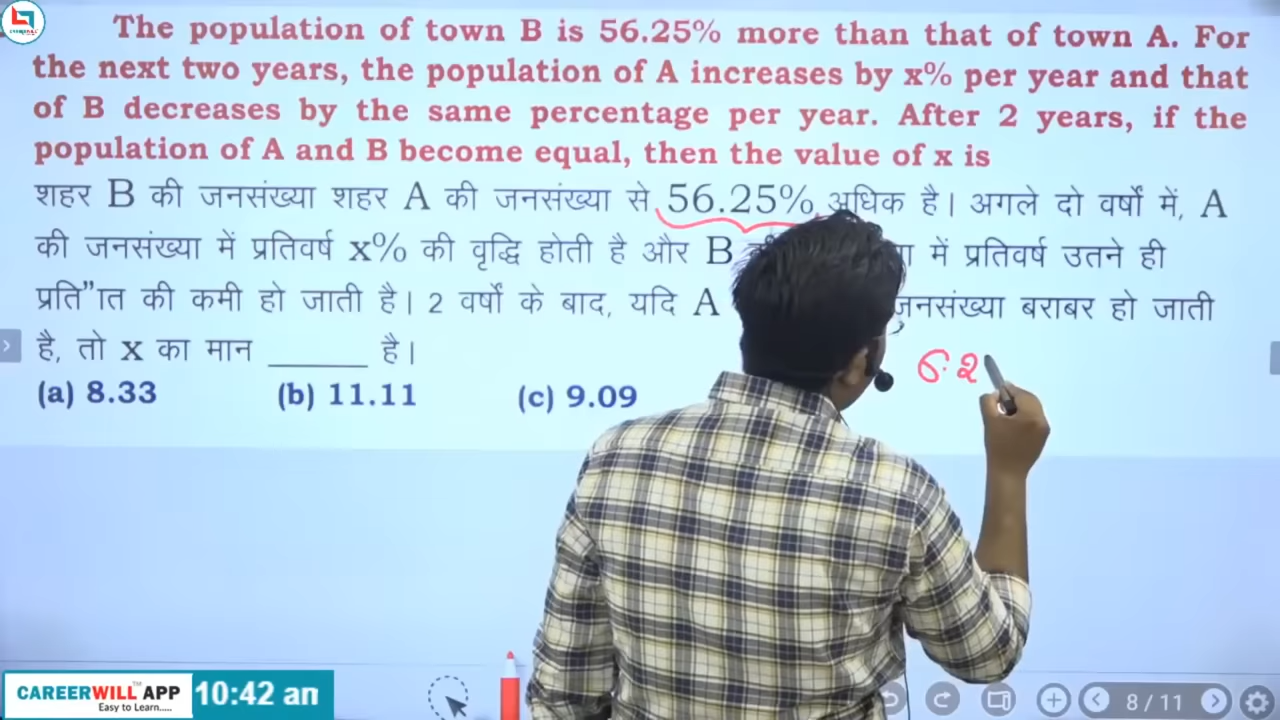 The population of town B is 56.25% more than that of town A. For
the next two years, the population of A increases by x% per year and that
of B decreases by the same percentage per year. After 2 years, if the
population of A and B become equal, then the value of x is
शहर B की जनसंख्या शहर A की जनसंख्या से 56.25% अधिक है। अगले दो वर्षों में, A
की जनसंख्या में प्रतिवर्ष x% की वृद्धि होती है और B में प्रतिवर्ष उतने ही
प्रति”ात की कमी हो जाती है। 2 वर्षों के बाद, यदि A जनसंख्या बराबर हो जाती
है, तो x का मान ______ है।
6.2
(a) 8.33 (b) 11.11 (c) 9.09
CAREERWILL APP
Easy to Learn.....
10:42 an
8 / 11